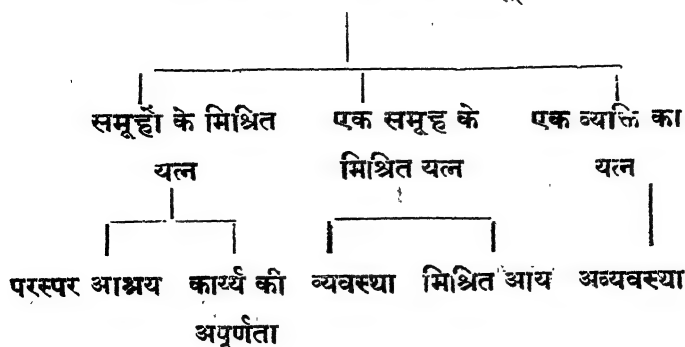 समूहों के मिश्रित एक समूह के एक व्यक्ति का
यत्न मिश्रित यत्न यत्न
परस्पर आश्रय कार्य्य की व्यवस्था मिश्रित आय अव्यवस्था
अपूर्णता